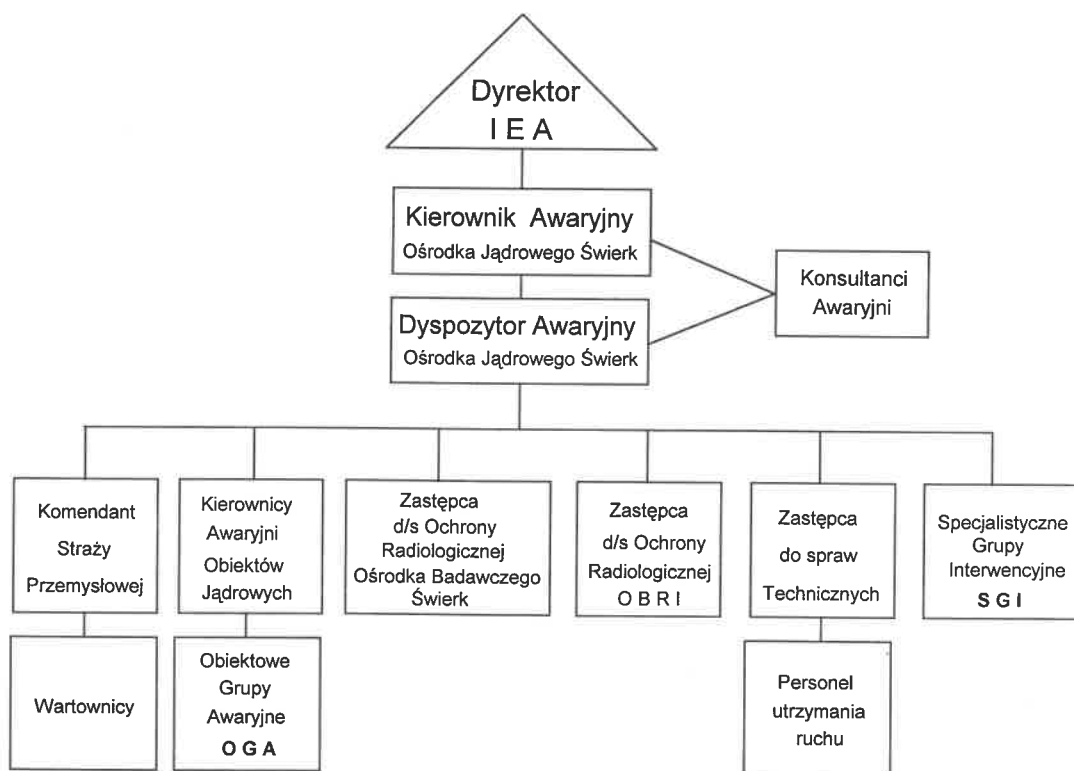 Dyrektor
I E A
Kierownik Awaryjny
Ośrodka Jądrowego Świerk
Konsultanci
Awaryjni
Dyspozytor Awaryjny
Ośrodka Jądrowego Świerk
Komendant
Straży
Przemysłowej
Kierownicy
Awaryjni
Obiektów
Jądrowych
Zastępca
d/s Ochrony
Radiologicznej
Ośrodka Badawczego
Świerk
Zastępca
d/s Ochrony
Radiologicznej
O B R I
Zastępca
do spraw
Technicznych
Specjalistyczne
Grupy
Interwencyjne
S G I
Wartownicy
Obiektowe
Grupy
Awaryjne
O G A
Personel
utrzymania
ruchu